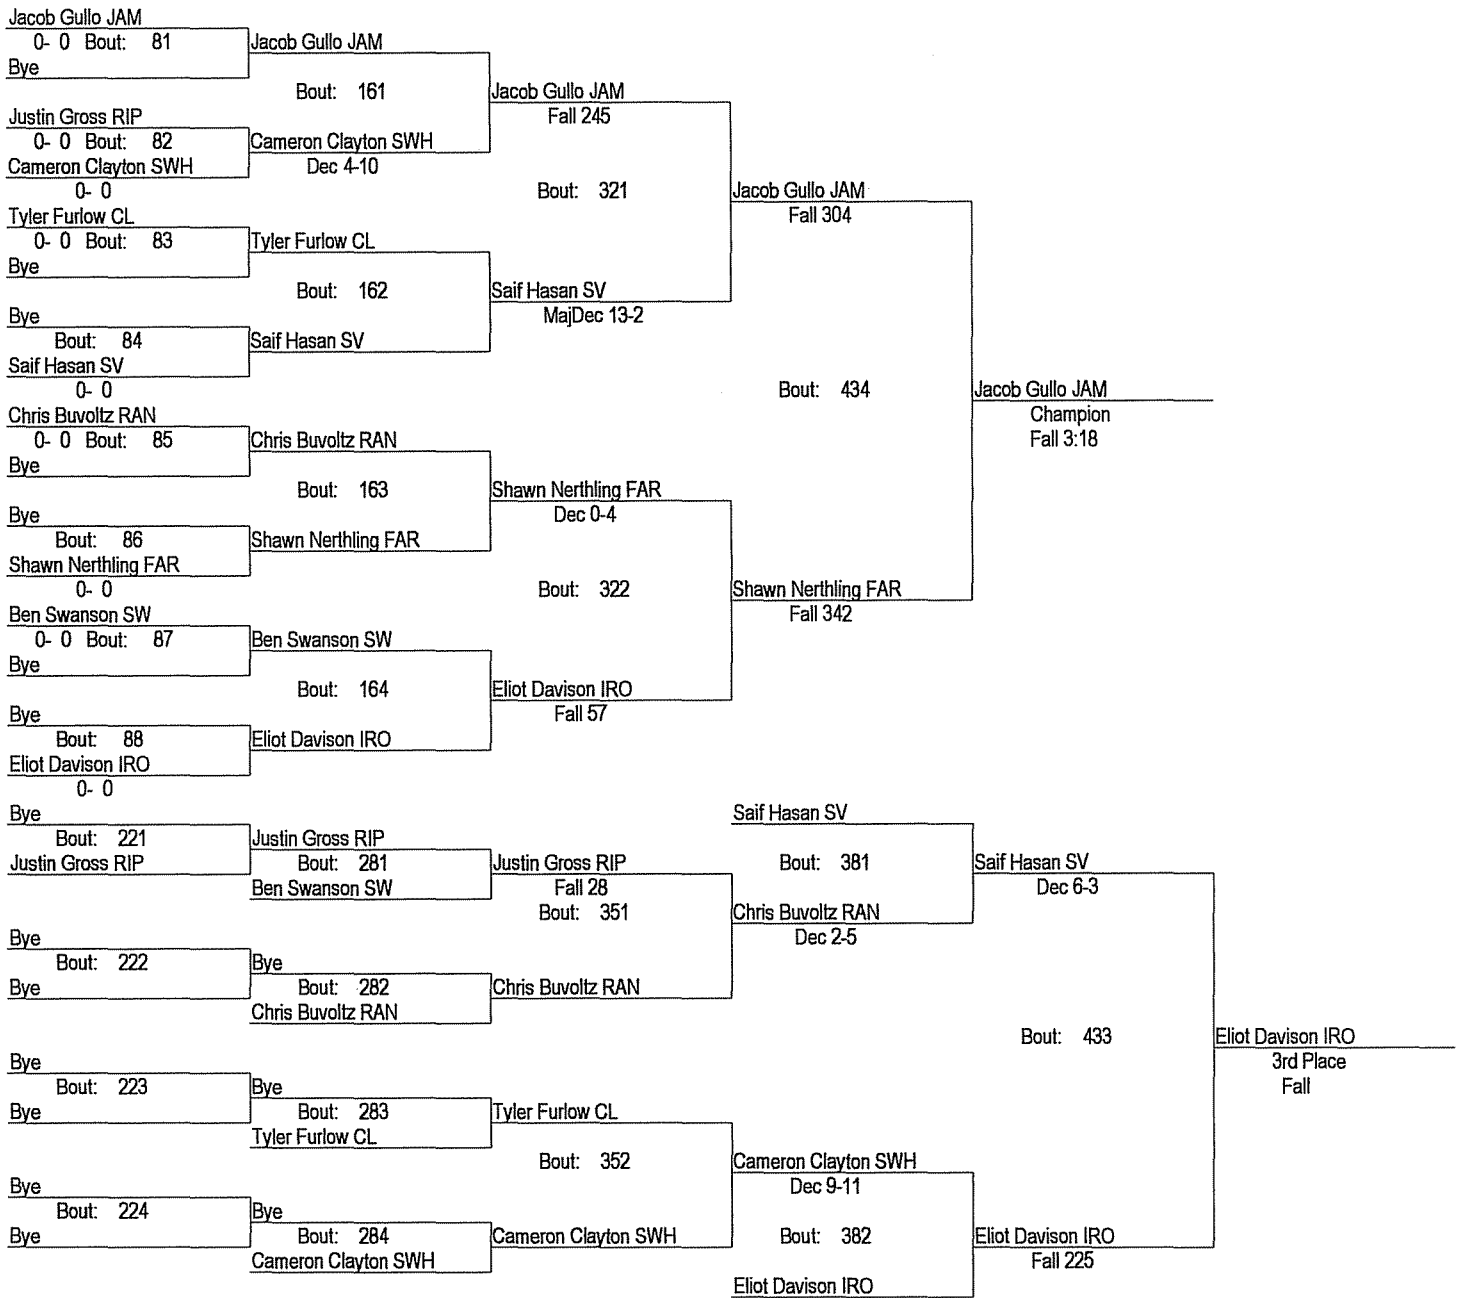 Jacob Gullo JAM
0- 0 Bout: 81
Bye
Jacob Gullo JAM
Bout: 161
Justin Gross RIP
0- 0 Bout: 82
Cameron Clayton SWH
0- 0
Cameron Clayton SWH
Dec 4-10
Jacob Gullo JAM
Fall 245
Bout: 321
Tyler Furlow CL
0- 0 Bout: 83
Bye
Tyler Furlow CL
Bout: 162
Bye
Bout: 84
Saif Hasan SV
0- 0
Saif Hasan SV
Saif Hasan SV
MajDec 13-2
Jacob Gullo JAM
Fall 304
Bout: 434
Chris Buvoltz RAN
0- 0 Bout: 85
Bye
Chris Buvoltz RAN
Bout: 163
Bye
Bout: 86
Shawn Nerthling FAR
0- 0
Shawn Nerthling FAR
Shawn Nerthling FAR
Dec 0-4
Bout: 322
Ben Swanson SW
0- 0 Bout: 87
Bye
Ben Swanson SW
Bout: 164
Bye
Bout: 88
Eliot Davison IRO
0- 0
Eliot Davison IRO
Eliot Davison IRO
Fall 57
Shawn Nerthling FAR
Fall 342
Jacob Gullo JAM
Champion
Fall 3:18
Bye
Bout: 221
Justin Gross RIP
Justin Gross RIP
Bout: 281
Ben Swanson SW
Justin Gross RIP
Fall 28
Bout: 351
Bye
Bout: 222
Bye
Bye
Bout: 282
Chris Buvoltz RAN
Chris Buvoltz RAN
Saif Hasan SV
Bout: 381
Chris Buvoltz RAN
Dec 2-5
Saif Hasan SV
Dec 6-3
Bout: 433
Bye
Bout: 223
Bye
Bye
Bout: 283
Tyler Furlow CL
Tyler Furlow CL
Bout: 352
Bye
Bout: 224
Bye
Bye
Bout: 284
Cameron Clayton SWH
Cameron Clayton SWH
Cameron Clayton SWH
Dec 9-11
Bout: 382
Eliot Davison IRO
Eliot Davison IRO
Fall 225
Eliot Davison IRO
3rd Place
Fall